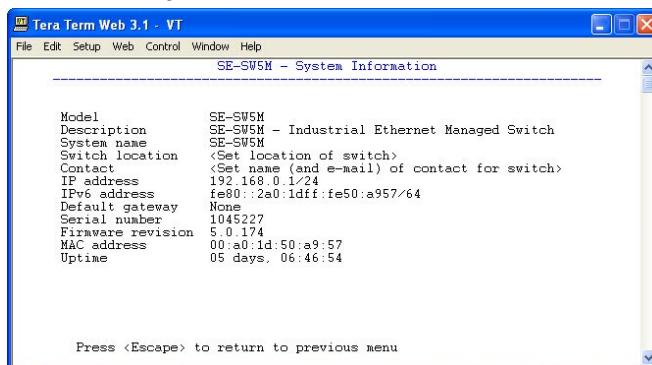 Tera Term Web 3.1 - VT
File Edit Setup Web Control Window Help
SE-SW5M - System Information
Model SE-SW5M
Description SE-SW5M - Industrial Ethernet Managed Switch
System name SE-SW5M
Switch location <Set location of switch>
Contact <Set name (and e-mail) of contact for switch>
IP address 192.168.0.1/24
IPv6 address fe80::2a0:1dff:fe50:a957/64
Default gateway None
Serial number 1045227
Firmware revision 5.0.174
MAC address 00:a0:1d:50:a9:57
Uptime 05 days, 06:46:54
Press <Escape> to return to previous menu